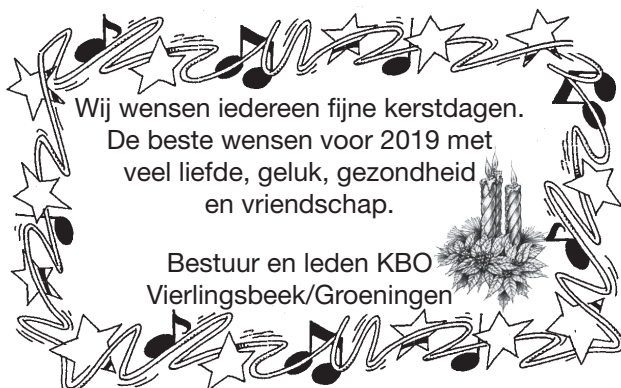 Wij wensen iedereen fijne kerstdagen.
De beste wensen voor 2019 met
veel liefde, geluk, gezondheid
en vriendschap.
Bestuur en leden KBO
Vierlingsbeek/Groeningen